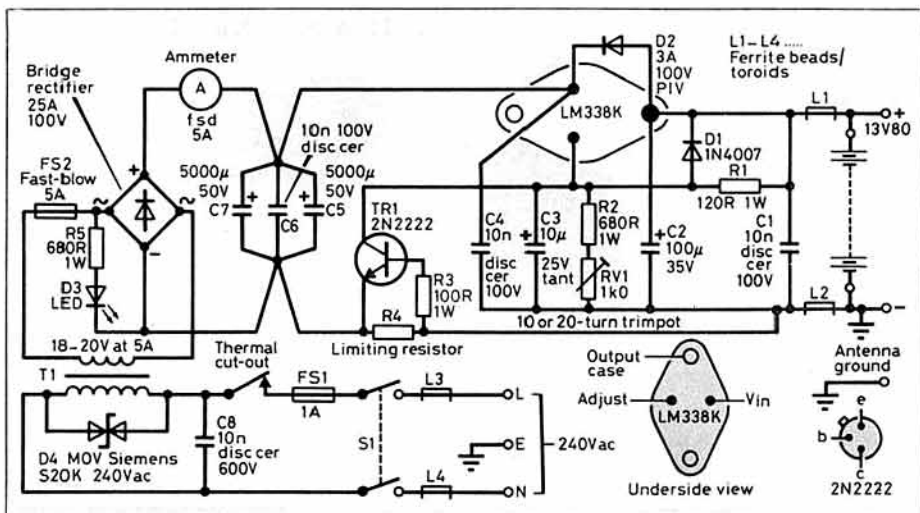 Bridge
rectifier
25A
100V
Ammeter
A
fsd
5A
10n 100V
disc cer
D2
3A
100V
PIV
LM338K
L1–L4 .....
Ferrite beads/
toroids
L1
+
13V80
FS2
Fast-blow
5A
~
+
~
−
5000μ
50V
+
C7
C6
5000μ
50V
+
C5
D1
1N4007
R1
120R 1W
R5
680R
1W
D3
LED
TR1
2N2222
R3
100R
1W
R4
Limiting resistor
C4
10n
disc
cer
100V
C3
+
10μ
25V
tant
R2
680R
1W
RV1
1k0
+
C2
100μ
35V
C1
10n
disc
cer
100V
L2
−
10 or 20-turn trimpot
18–20V at 5A
T1
Thermal
cut-out
FS1
1A
S1
L3
L
E
240Vac
L4
N
C8
10n
disc cer
600V
D4 MOV Siemens
S20K 240Vac
Output
case
Adjust
Vin
LM338K
Underside view
Antenna
ground
e
b
c
2N2222